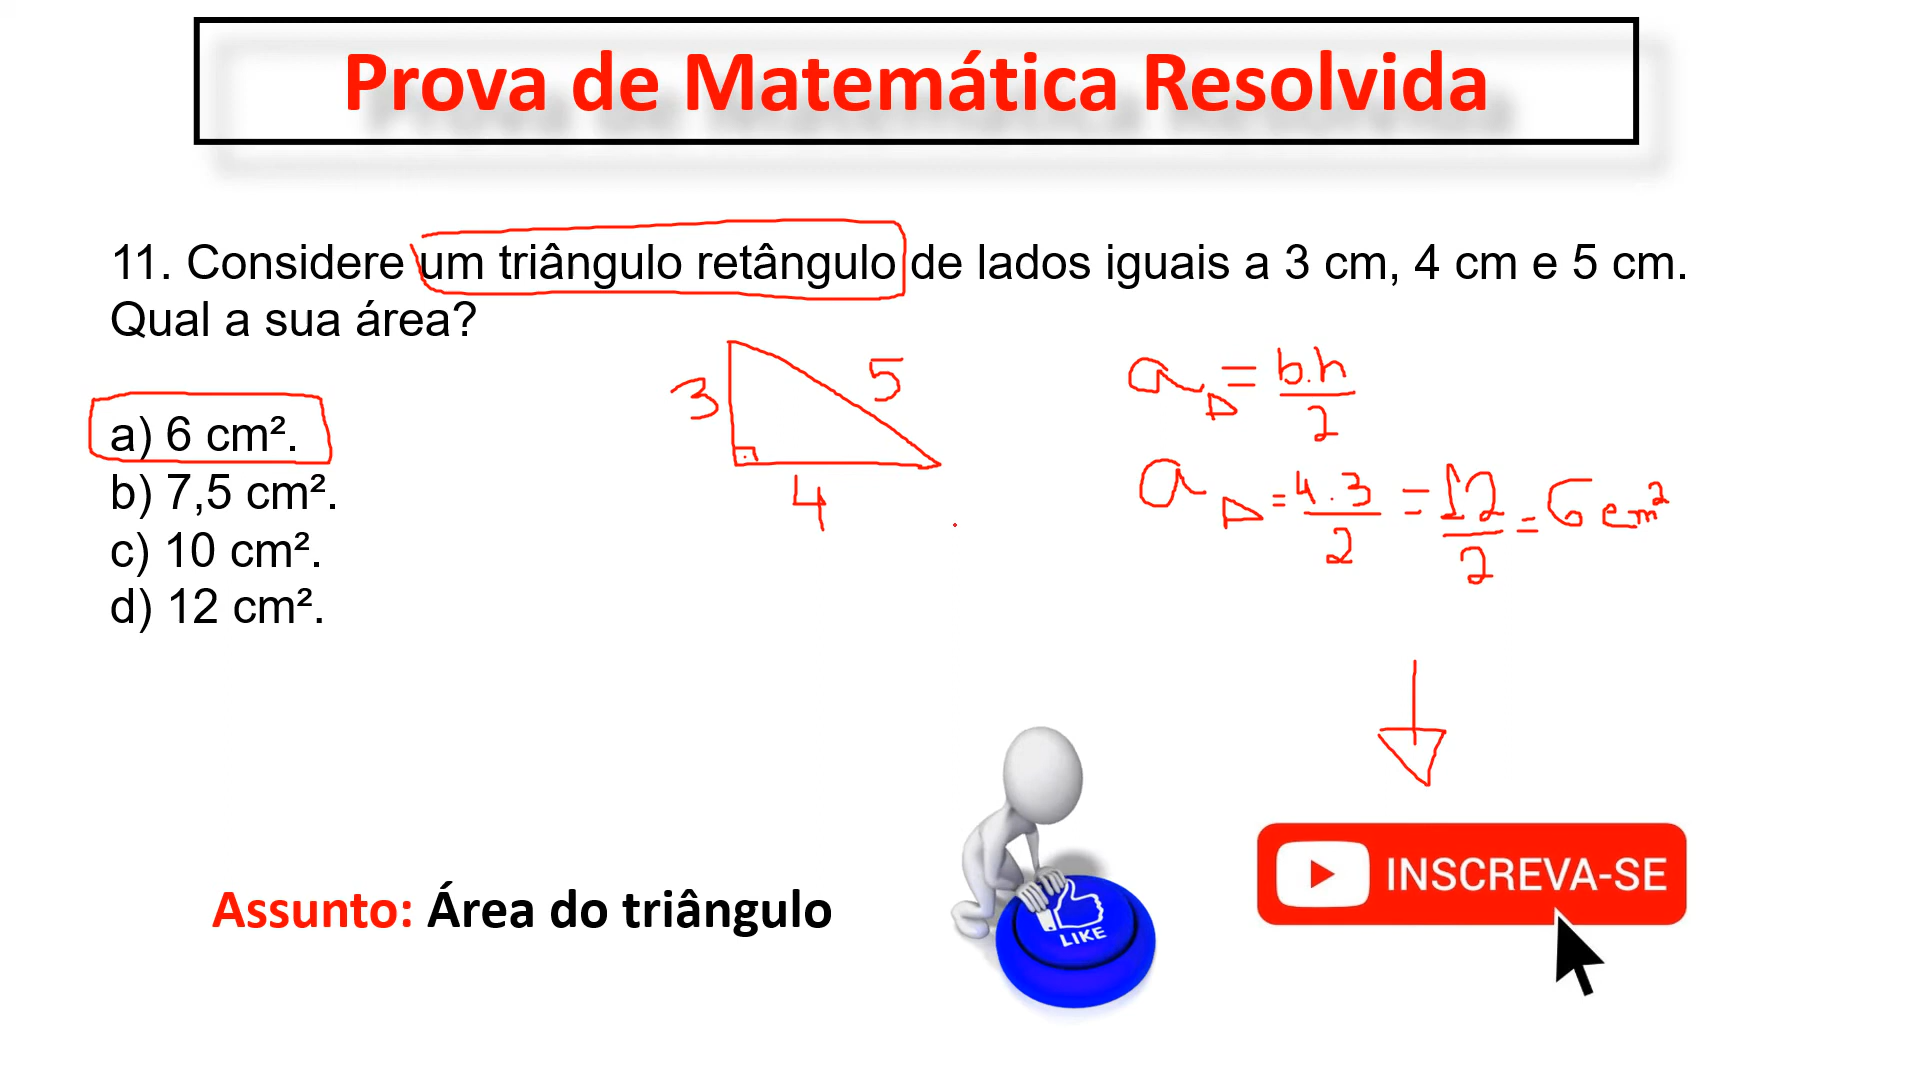 Prova de Matemática Resolvida
11. Considere um triângulo retângulo de lados iguais a 3 cm, 4 cm e 5 cm.
Qual a sua área?
a) 6 cm².
b) 7,5 cm².
c) 10 cm².
d) 12 cm².
3
5
4
a△ = b.h/2
a△ = 4.3/2 = 12/2 = 6 cm²
Assunto: Área do triângulo
LIKE
INSCREVA-SE